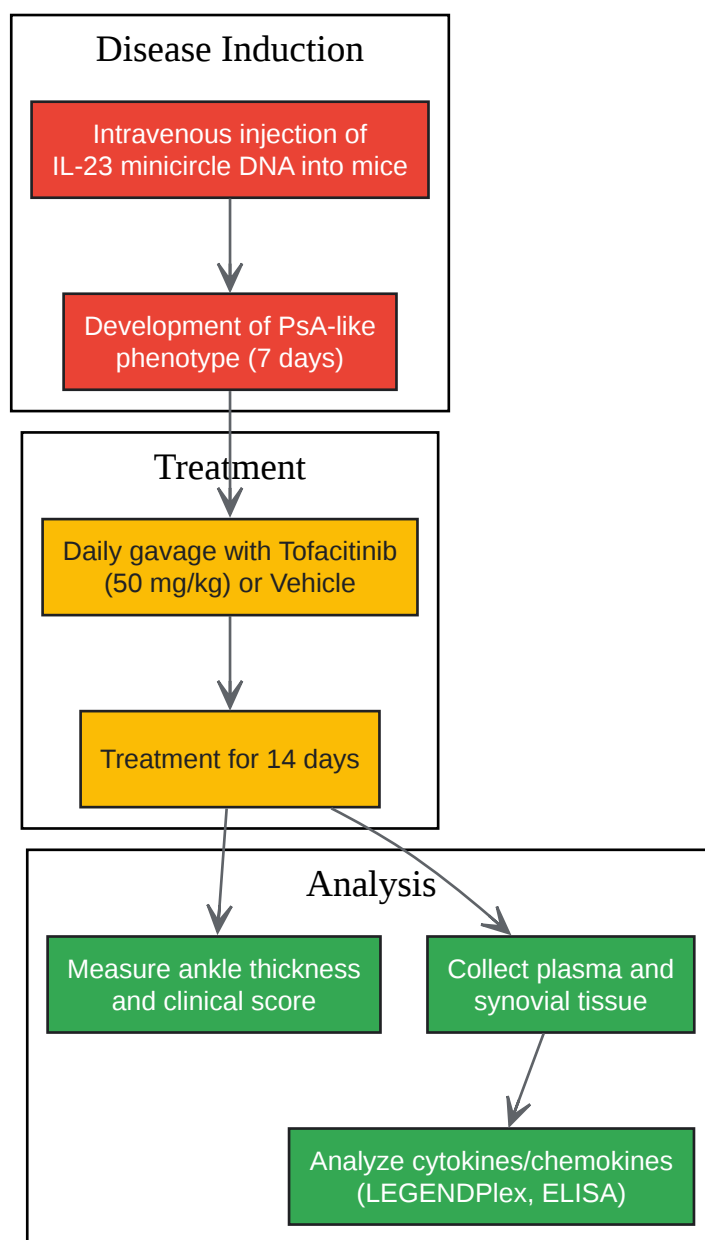 Disease Induction
Intravenous injection of
IL-23 minicircle DNA into mice
Development of PsA-like
phenotype (7 days)
Treatment
Daily gavage with Tofacitinib
(50 mg/kg) or Vehicle
Treatment for 14 days
Analysis
Measure ankle thickness
and clinical score
Collect plasma and
synovial tissue
Analyze cytokines/chemokines
(LEGENDPlex, ELISA)